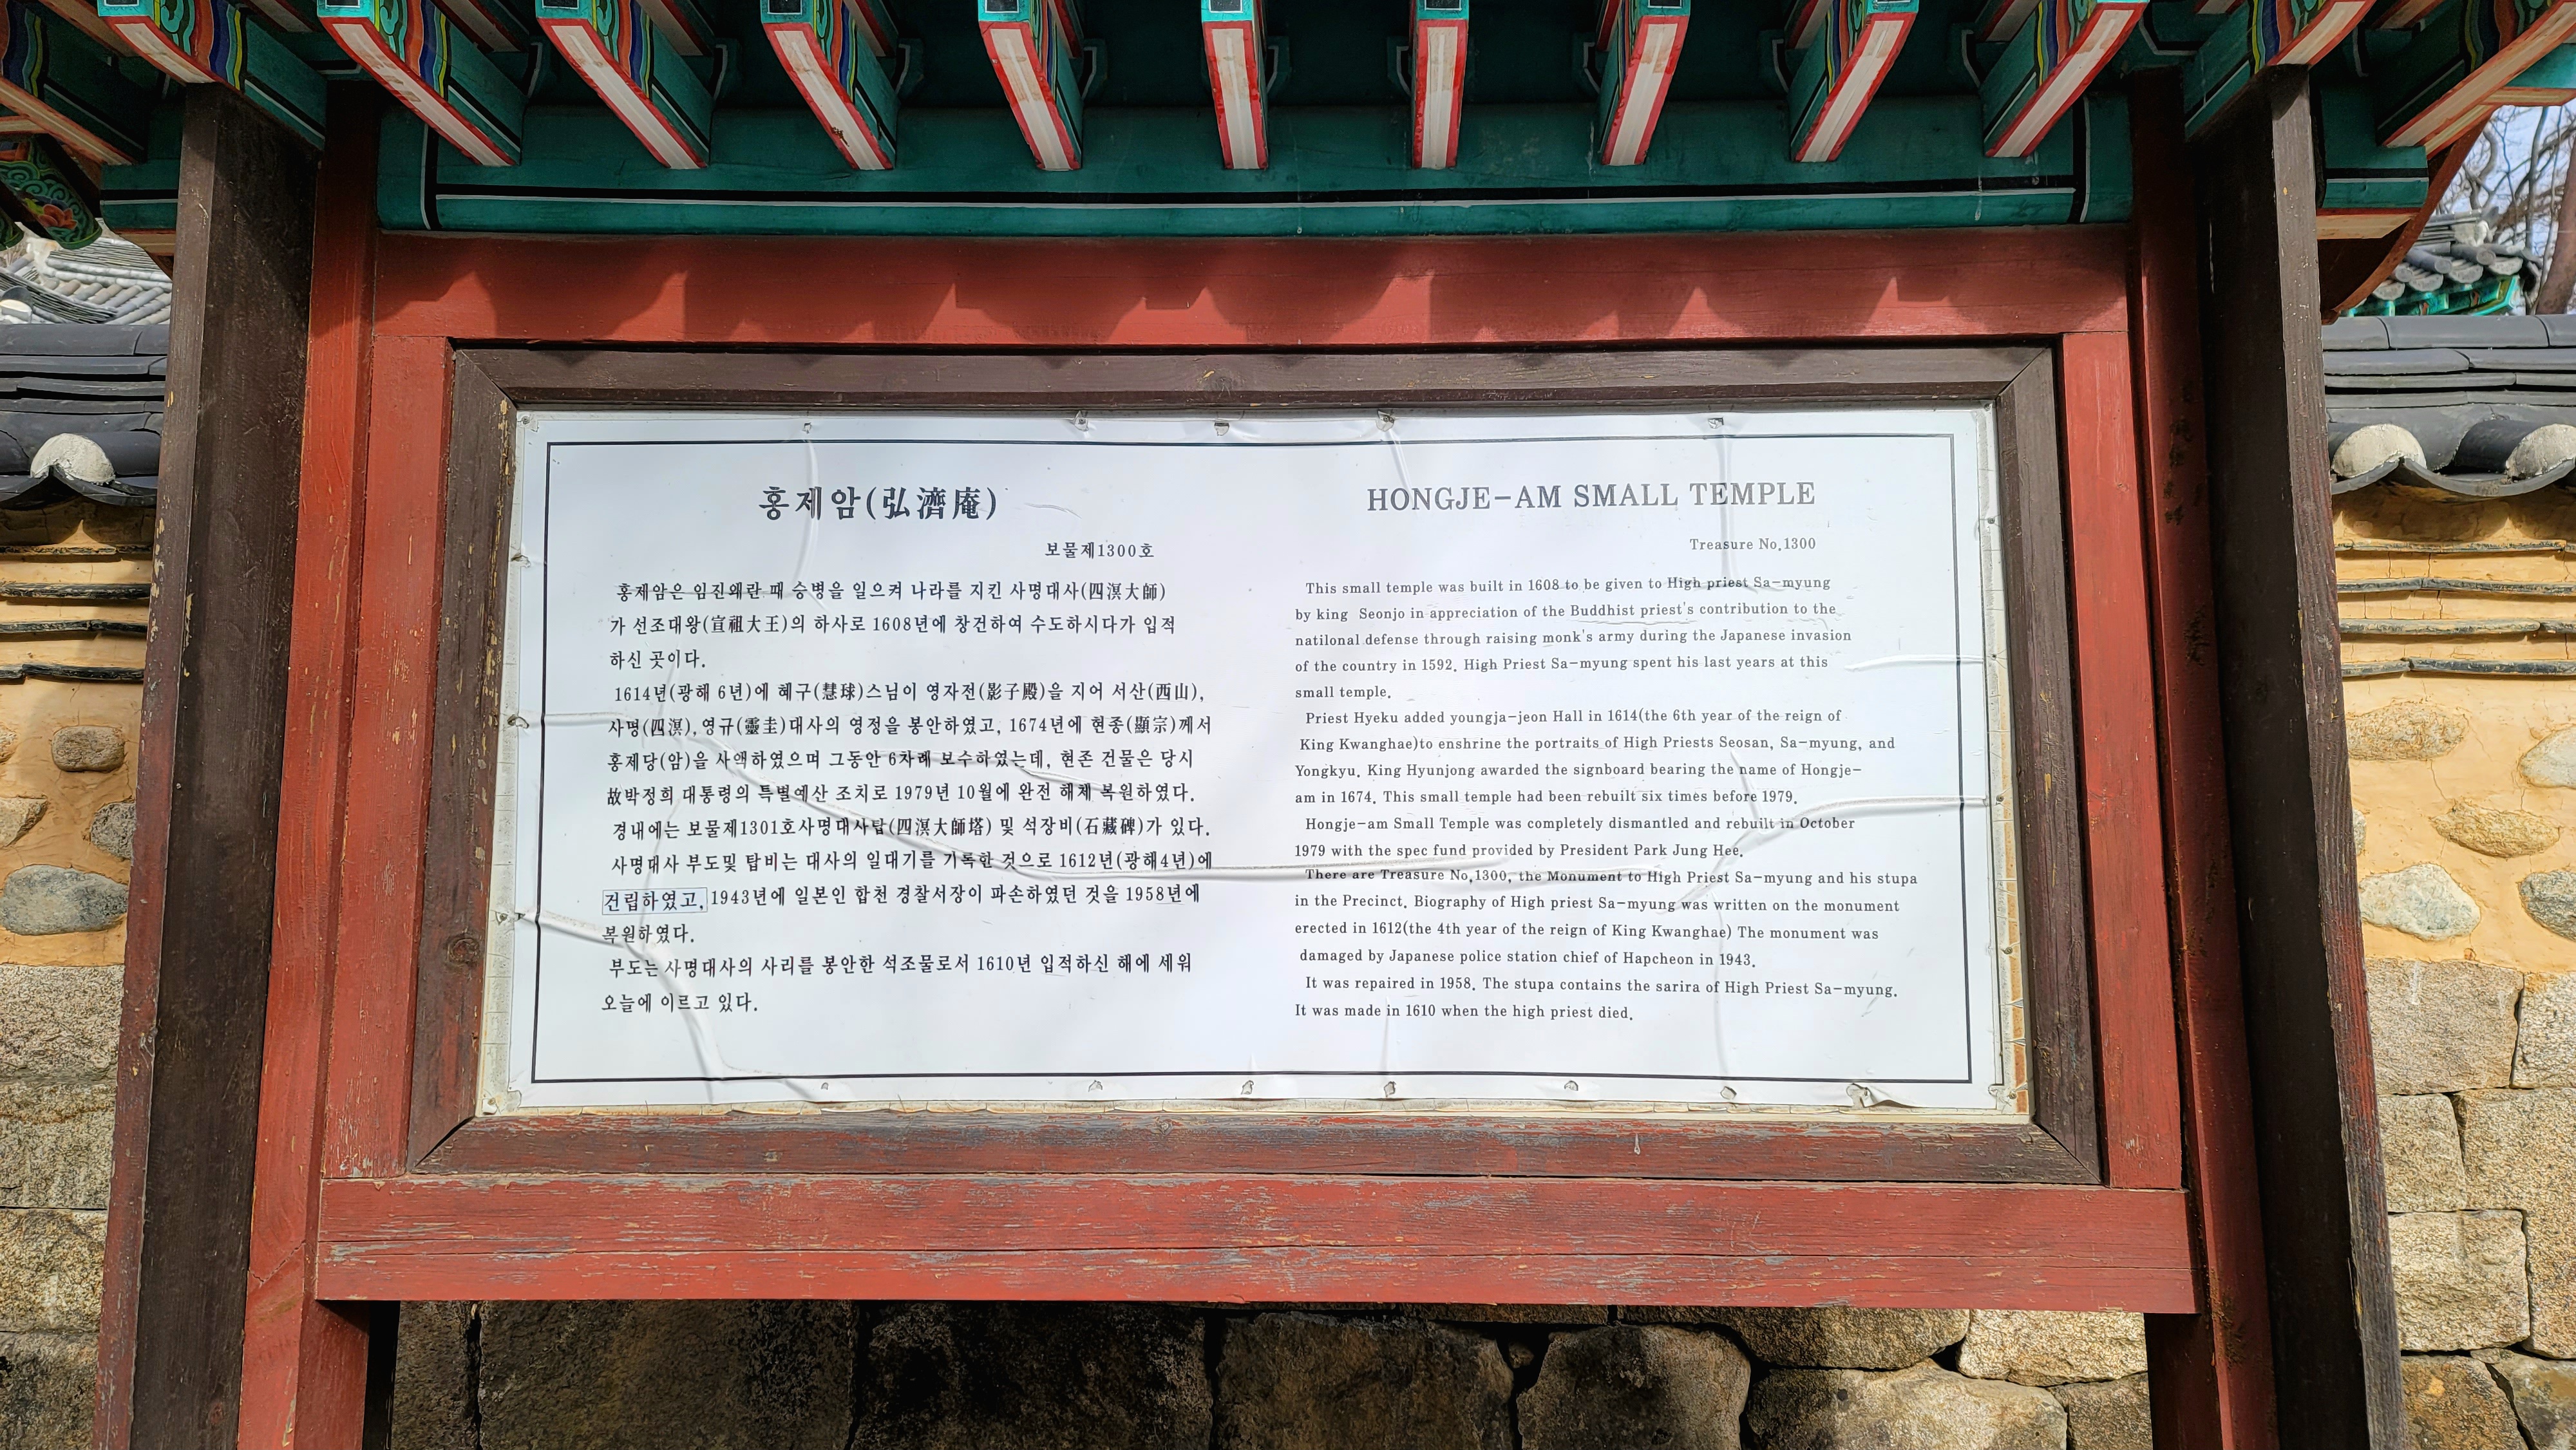 홍제암(弘濟庵)
보물제1300호
홍제암은 임진왜란 때 승병을 일으켜 나라를 지킨 사명대사(四溟大師)
가 선조대왕(宣祖大王)의 하사로 1608년에 창건하여 수도하시다가 입적
하신 곳이다.
1614년(광해 6년)에 혜구(慧球)스님이 영자전(影子殿)을 지어 서산(西山),
사명(四溟),영규(靈圭)대사의 영정을 봉안하였고, 1674년에 현종(顯宗)께서
홍제당(암)을 사액하였으며 그동안 6차례 보수하였는데, 현존 건물은 당시
故박정희 대통령의 특별예산 조치로 1979년 10월에 완전 해체 복원하였다.
경내에는 보물제1301호사명대사탑(四溟大師塔) 및 석장비(石藏碑)가 있다.
사명대사 부도및 탑비는 대사의 일대기를 기록한 것으로 1612년(광해4년)에
건립하였고, 1943년에 일본인 합천 경찰서장이 파손하였던 것을 1958년에
복원하였다.
부도는 사명대사의 사리를 봉안한 석조물로서 1610년 입적하신 해에 세워
오늘에 이르고 있다.
HONGJE-AM SMALL TEMPLE
Treasure No.1300
This small temple was built in 1608 to be given to High priest Sa-myung
by king Seonjo in appreciation of the Buddhist priest's contribution to the
natilonal defense through raising monk's army during the Japanese invasion
of the country in 1592. High Priest Sa-myung spent his last years at this
small temple.
Priest Hyeku added youngja-jeon Hall in 1614(the 6th year of the reign of
King Kwanghae)to enshrine the portraits of High Priests Seosan, Sa-myung, and
Yongkyu. King Hyunjong awarded the signboard bearing the name of Hongje-
am in 1674. This small temple had been rebuilt six times before 1979.
Hongje-am Small Temple was completely dismantled and rebuilt in October
1979 with the spec fund provided by President Park Jung Hee.
There are Treasure No.1300, the Monument to High Priest Sa-myung and his stupa
in the Precinct. Biography of High priest Sa-myung was written on the monument
erected in 1612(the 4th year of the reign of King Kwanghae) The monument was
damaged by Japanese police station chief of Hapcheon in 1943.
It was repaired in 1958. The stupa contains the sarira of High Priest Sa-myung.
It was made in 1610 when the high priest died.